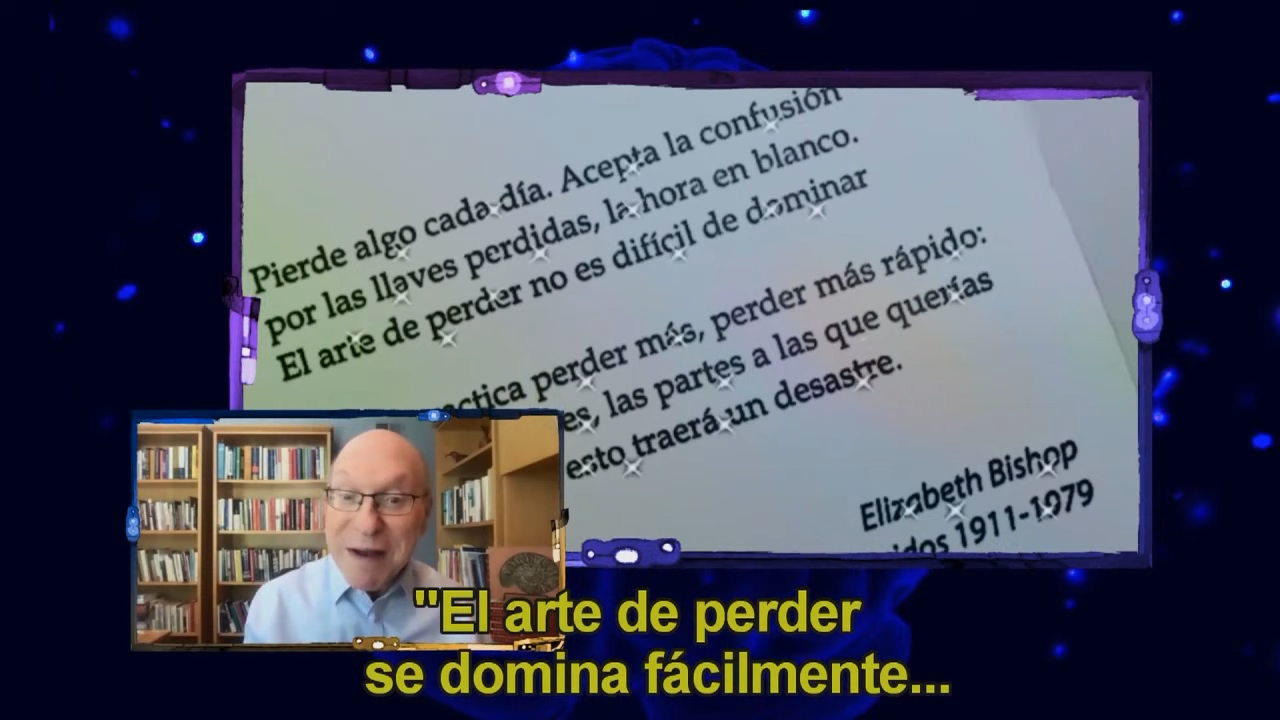 Pierde algo cada día. Acepta la confusión
por las llaves perdidas, la hora en blanco.
El arte de perder no es difícil de dominar
perder más, perder más rápido:
las partes a las que querías
esto traerá un desastre.
Elizabeth Bishop
1911-1979
"El arte de perder
se domina fácilmente...